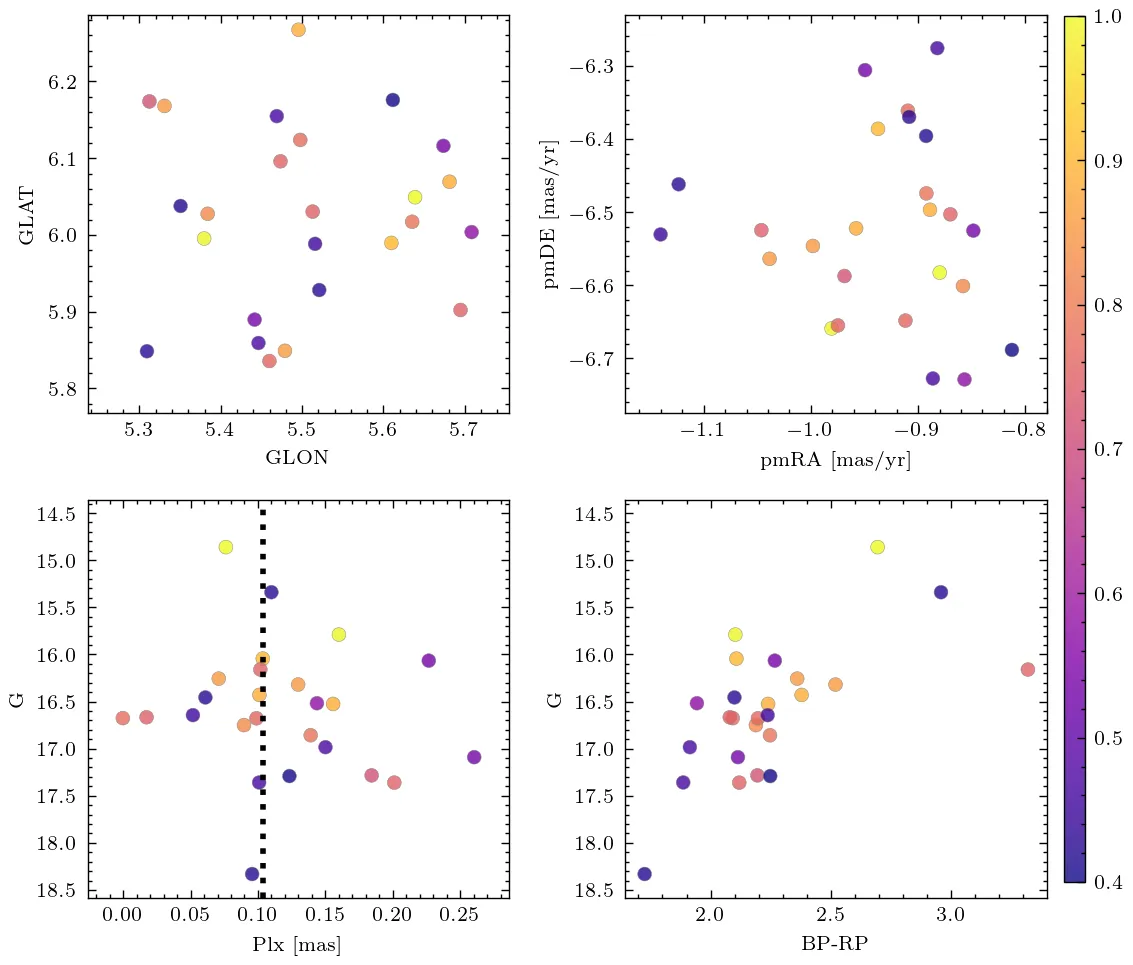 6.2
6.1
6.0
5.9
5.8
GLAT
5.3 5.4 5.5 5.6 5.7
GLON
−6.3
−6.4
−6.5
−6.6
−6.7
pmDE [mas/yr]
−1.1 −1.0 −0.9 −0.8
pmRA [mas/yr]
14.5
15.0
15.5
16.0
16.5
17.0
17.5
18.0
18.5
G
0.00 0.05 0.10 0.15 0.20 0.25
Plx [mas]
14.5
15.0
15.5
16.0
16.5
17.0
17.5
18.0
18.5
G
2.0 2.5 3.0
BP-RP
1.0
0.9
0.8
0.7
0.6
0.5
0.4